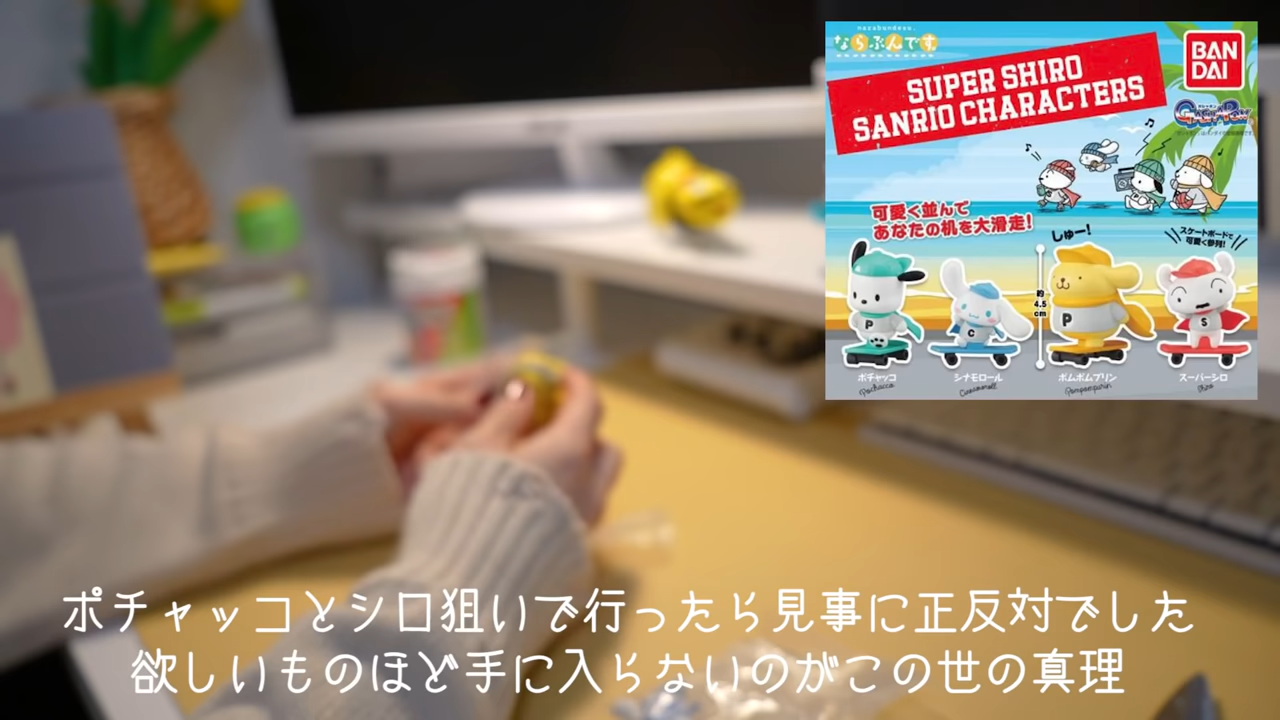 narabundesu.
ならぶんです。
SUPER SHIRO
SANRIO CHARACTERS
BAN
DAI
可愛く並んで
あなたの机を大滑走!
しゅー!
スケートボードで
可愛く参列!
約
4.5
cm
P
C
P
S
ポチャッコ
シナモロール
ポムポムプリン
スーパーシロ
Pochacco
Cinnamoroll
Pompompurin
Shiro
ポチャッコとシロ狙いで行ったら見事に正反対でした
欲しいものほど手に入らないのがこの世の真理